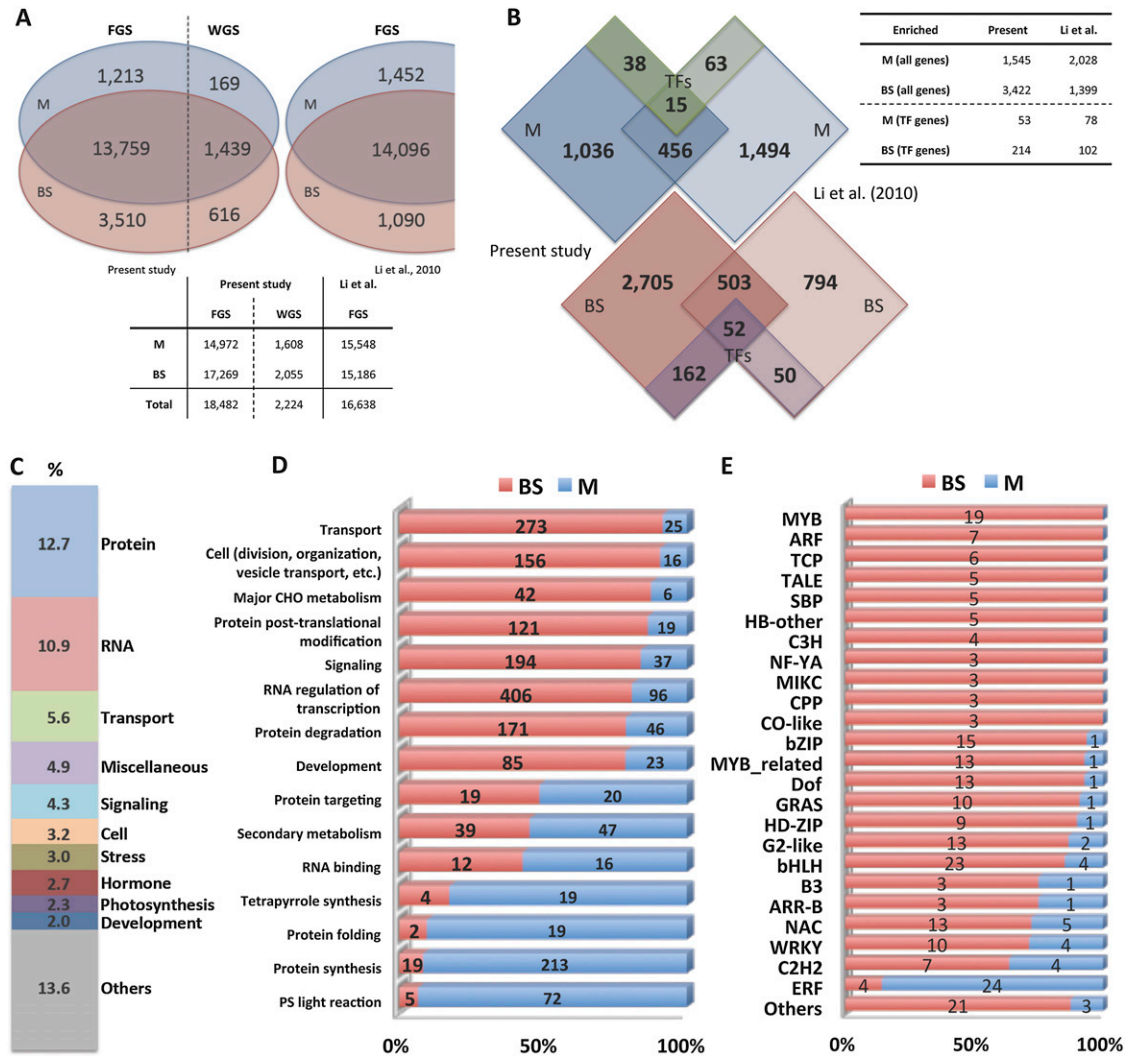 A
FGS WGS FGS
1,213 169 1,452
M
13,759 1,439 14,096
BS
3,510 616 1,090
Present study Li et al., 2010
Present study Li et al.
FGS WGS FGS
M 14,972 1,608 15,548
BS 17,269 2,055 15,186
Total 18,482 2,224 16,638
B
38 63
TFs
15
M M
1,036 456 1,494
Li et al. (2010)
Present study
2,705 503 794
BS BS
52
TFs
162 50
Enriched Present Li et al.
M (all genes) 1,545 2,028
BS (all genes) 3,422 1,399
M (TF genes) 53 78
BS (TF genes) 214 102
C %
12.7 Protein
10.9 RNA
5.6 Transport
4.9 Miscellaneous
4.3 Signaling
3.2 Cell
3.0 Stress
2.7 Hormone
2.3 Photosynthesis
2.0 Development
13.6 Others
D
BS M
Transport 273 25
Cell (division, organization,
vesicle transport, etc.) 156 16
Major CHO metabolism 42 6
Protein post-translational
modification 121 19
Signaling 194 37
RNA regulation of
transcription 406 96
Protein degradation 171 46
Development 85 23
Protein targeting 19 20
Secondary metabolism 39 47
RNA binding 12 16
Tetrapyrrole synthesis 4 19
Protein folding 2 19
Protein synthesis 19 213
PS light reaction 5 72
0% 50% 100%
E
BS M
MYB 19
ARF 7
TCP 6
TALE 5
SBP 5
HB-other 5
C3H 4
NF-YA 3
MIKC 3
CPP 3
CO-like 3
bZIP 15 1
MYB_related 13 1
Dof 13 1
GRAS 10 1
HD-ZIP 9 1
G2-like 13 2
bHLH 23 4
B3 3 1
ARR-B 3 1
NAC 13 5
WRKY 10 4
C2H2 7 4
ERF 4 24
Others 21 3
0% 50% 100%